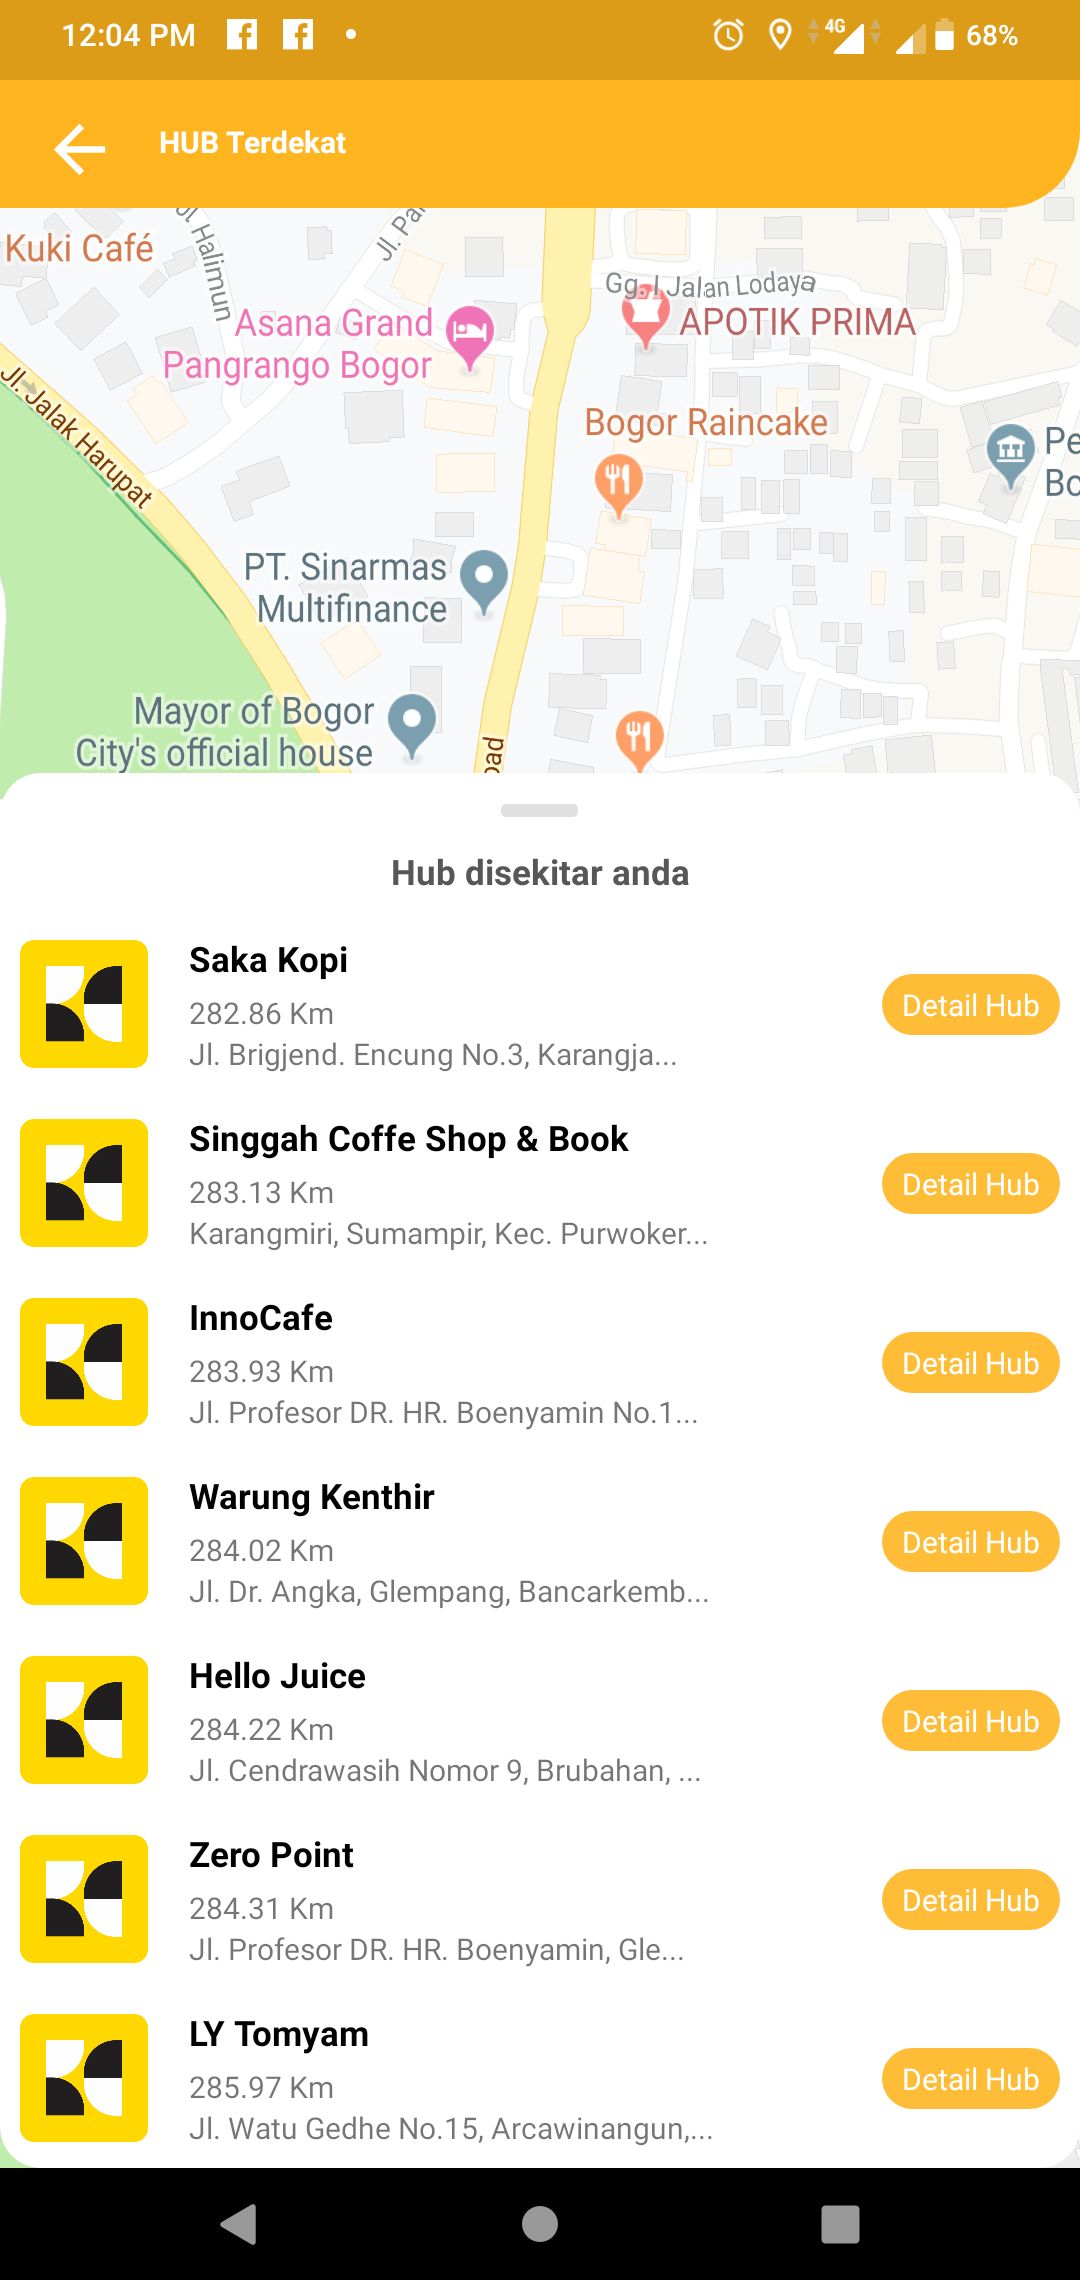 12:04 PM 4G 68%
HUB Terdekat
Kuki Café
Jl. Halimun
Gg. I Jalan Lodaya
Asana Grand
Pangrango Bogor
APOTIK PRIMA
Jl. Jalak Harupat
Bogor Raincake
PT. Sinarmas
Multifinance
Mayor of Bogor
City's official house
Hub disekitar anda
Saka Kopi
282.86 Km
Jl. Brigjend. Encung No.3, Karangja...
Detail Hub
Singgah Coffe Shop & Book
283.13 Km
Karangmiri, Sumampir, Kec. Purwoker...
Detail Hub
InnoCafe
283.93 Km
Jl. Profesor DR. HR. Boenyamin No.1...
Detail Hub
Warung Kenthir
284.02 Km
Jl. Dr. Angka, Glempang, Bancarkemb...
Detail Hub
Hello Juice
284.22 Km
Jl. Cendrawasih Nomor 9, Brubahan, ...
Detail Hub
Zero Point
284.31 Km
Jl. Profesor DR. HR. Boenyamin, Gle...
Detail Hub
LY Tomyam
285.97 Km
Jl. Watu Gedhe No.15, Arcawinangun,...
Detail Hub